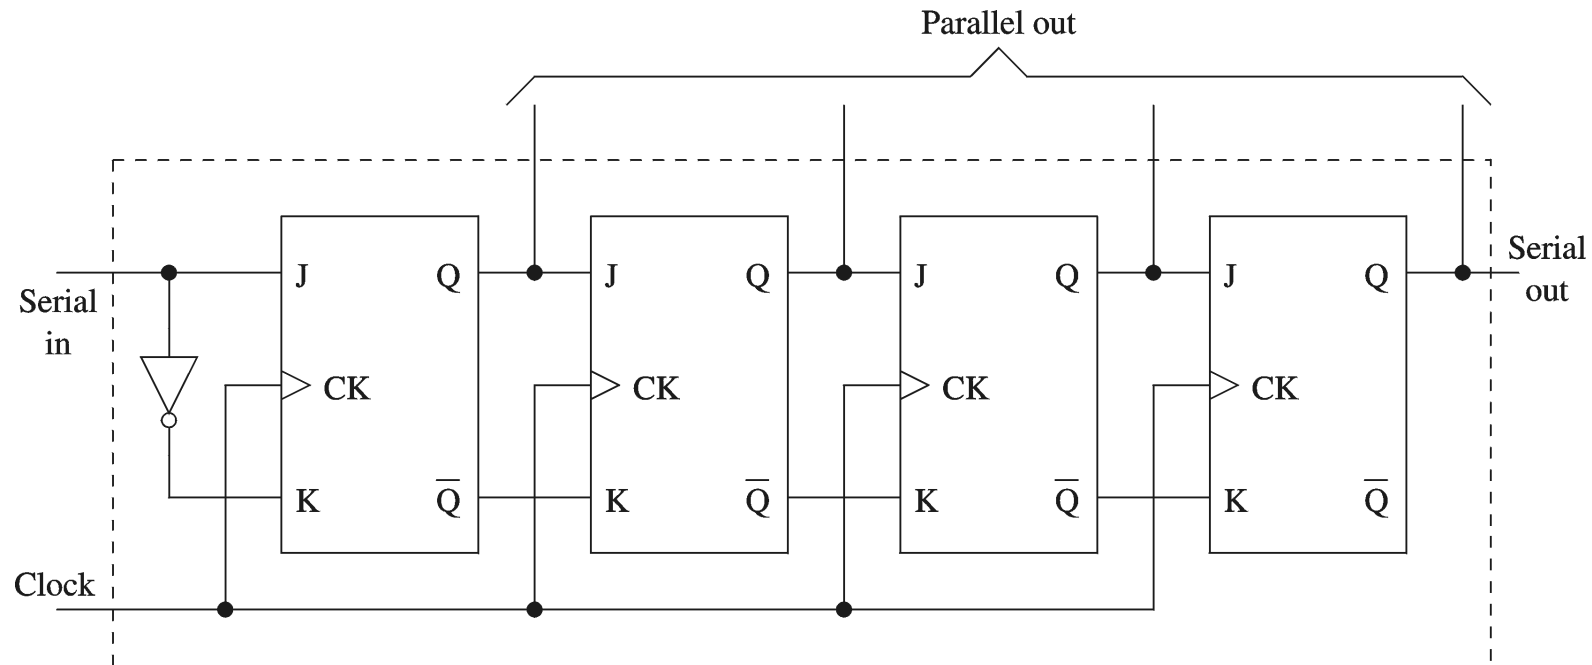 Parallel out
Serial
in
Serial
out
J Q J Q J Q J Q
CK CK CK CK
K Q̅ K Q̅ K Q̅ K Q̅
Clock